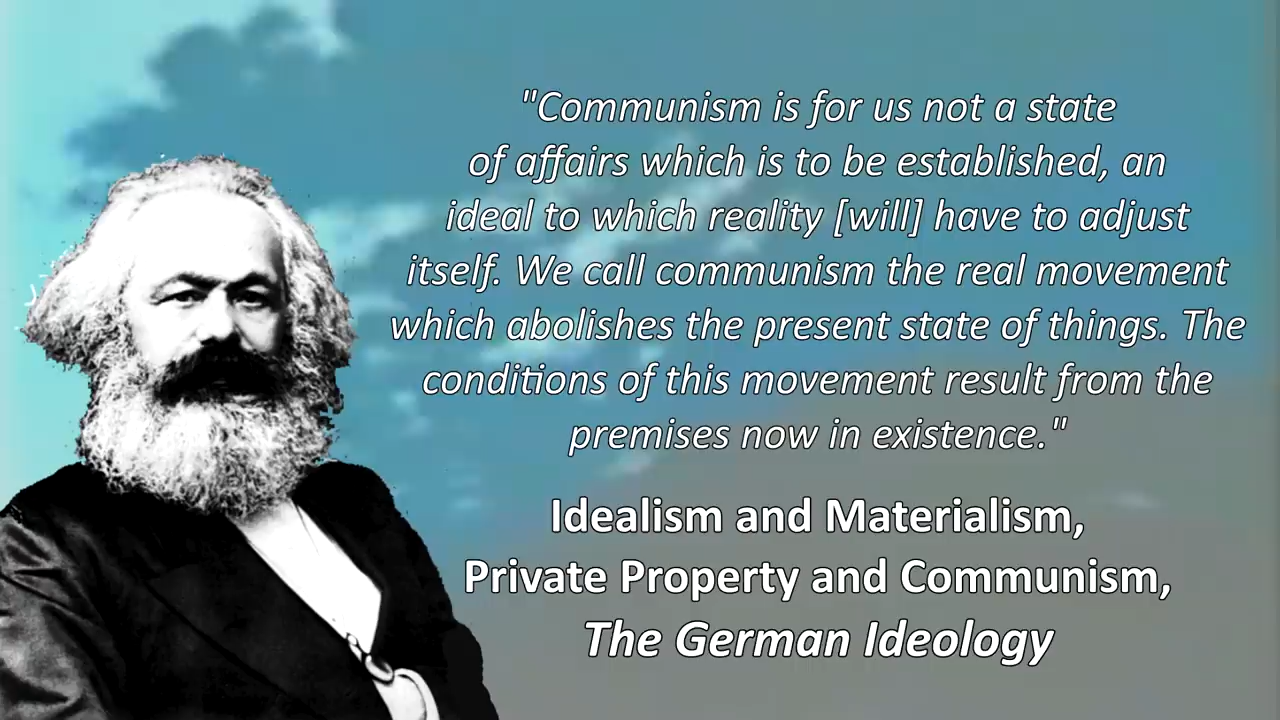 "Communism is for us not a state
of affairs which is to be established, an
ideal to which reality [will] have to adjust
itself. We call communism the real movement
which abolishes the present state of things. The
conditions of this movement result from the
premises now in existence."
Idealism and Materialism,
Private Property and Communism,
The German Ideology